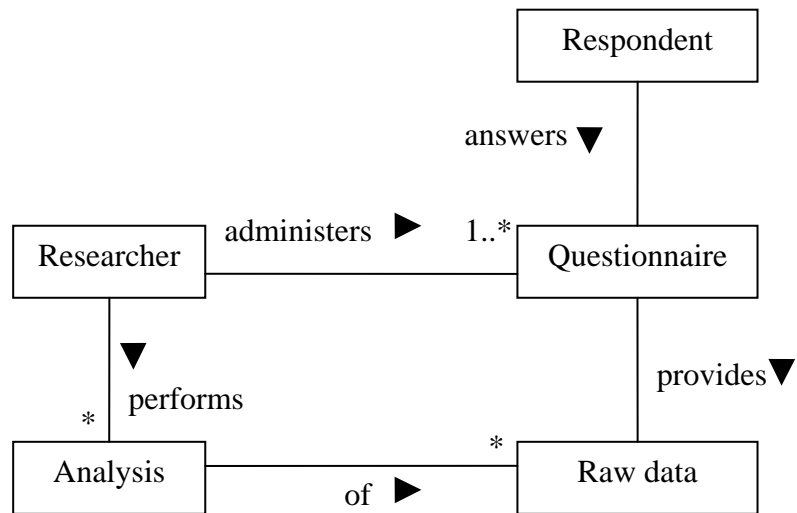 Respondent
answers
administers 1..*
Researcher Questionnaire
provides
performs
* *
Analysis Raw data
of